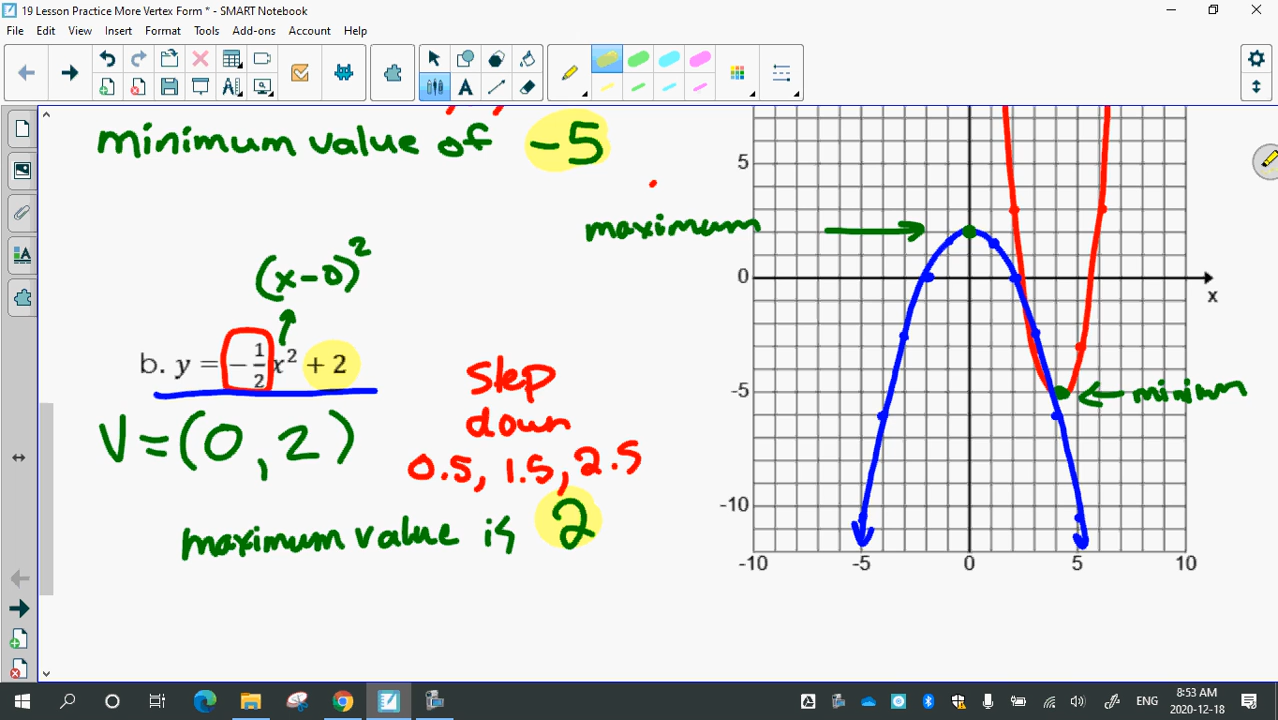 19 Lesson Practice More Vertex Form * - SMART Notebook
File Edit View Insert Format Tools Add-ons Account Help
minimum value of -5
maximum
(x-0)²
b. y = -1/2x² + 2
V=(0,2)
step
down
0.5, 1.5, 2.5
maximum value is 2
5
0
-5
-10
-10 -5 0 5 10
x
minimum
ENG
8:53 AM
2020-12-18